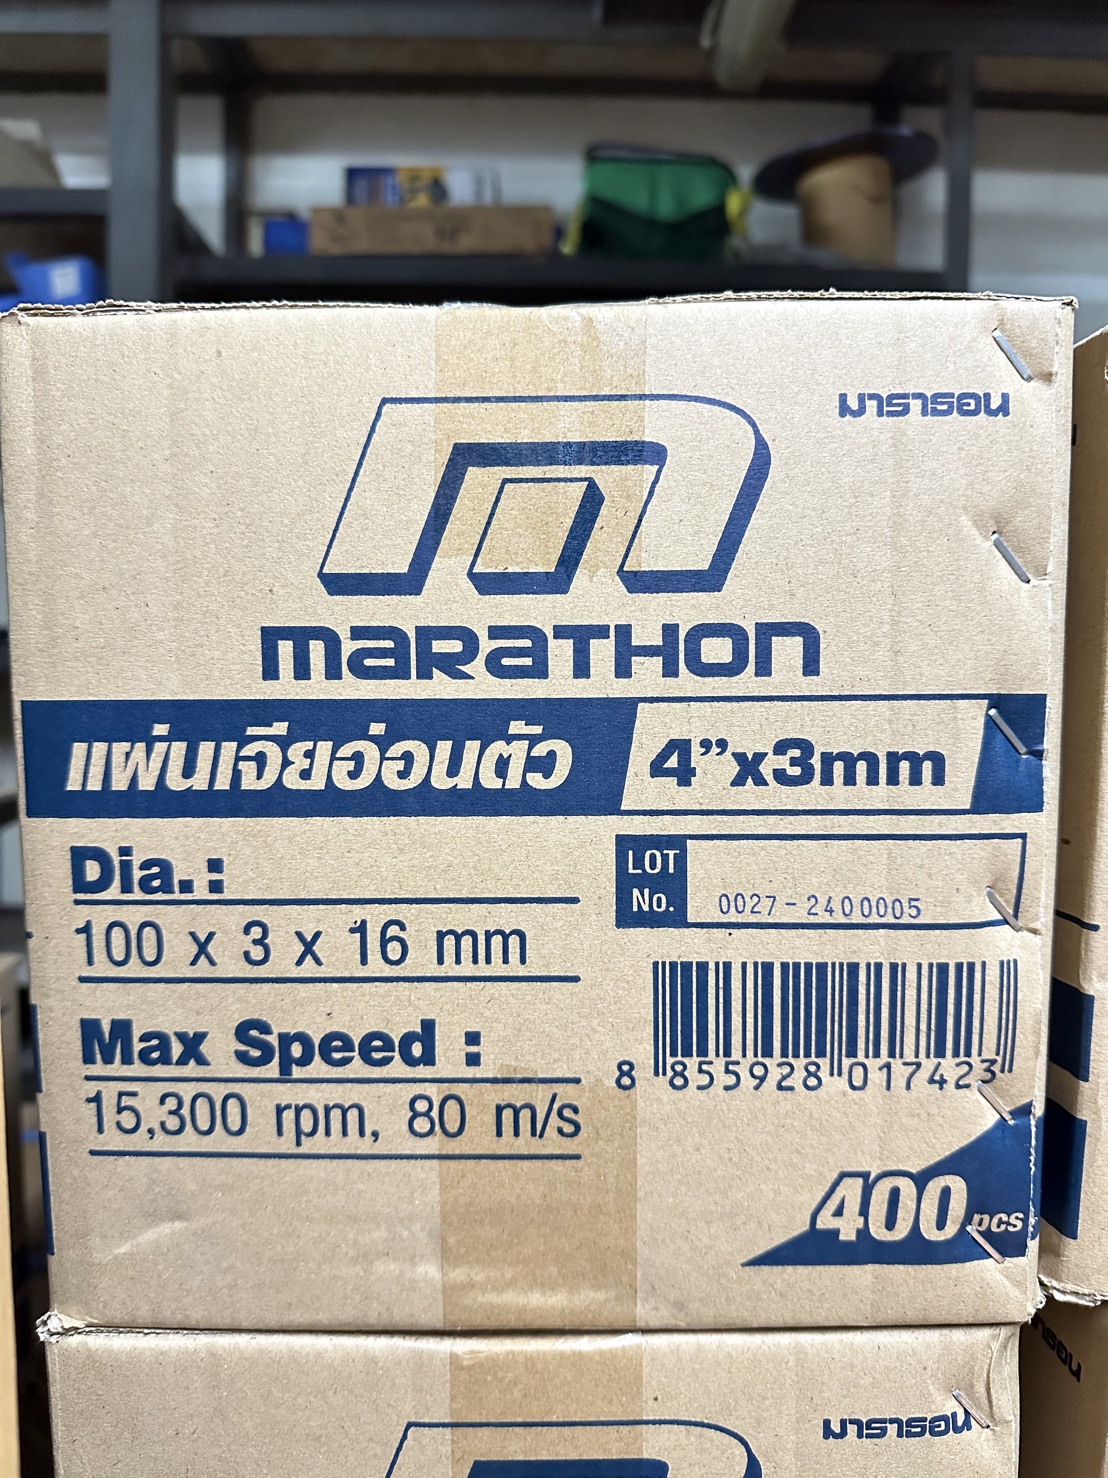 มาราธอน
MARATHON
แผ่นเจียอ่อนตัว 4”x3mm
Dia.:
100 x 3 x 16 mm
LOT No. 0027-2400005
Max Speed :
15,300 rpm, 80 m/s
8 855928 017423
400 pcs
มาราธอน